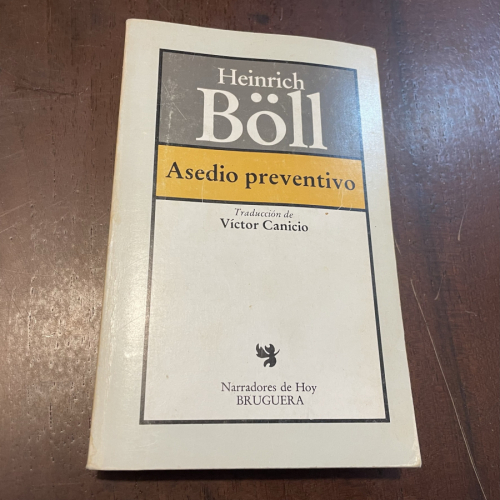 Heinrich
Böll
Asedio preventivo
Traducción de
Víctor Canicio
Narradores de Hoy
BRUGUERA